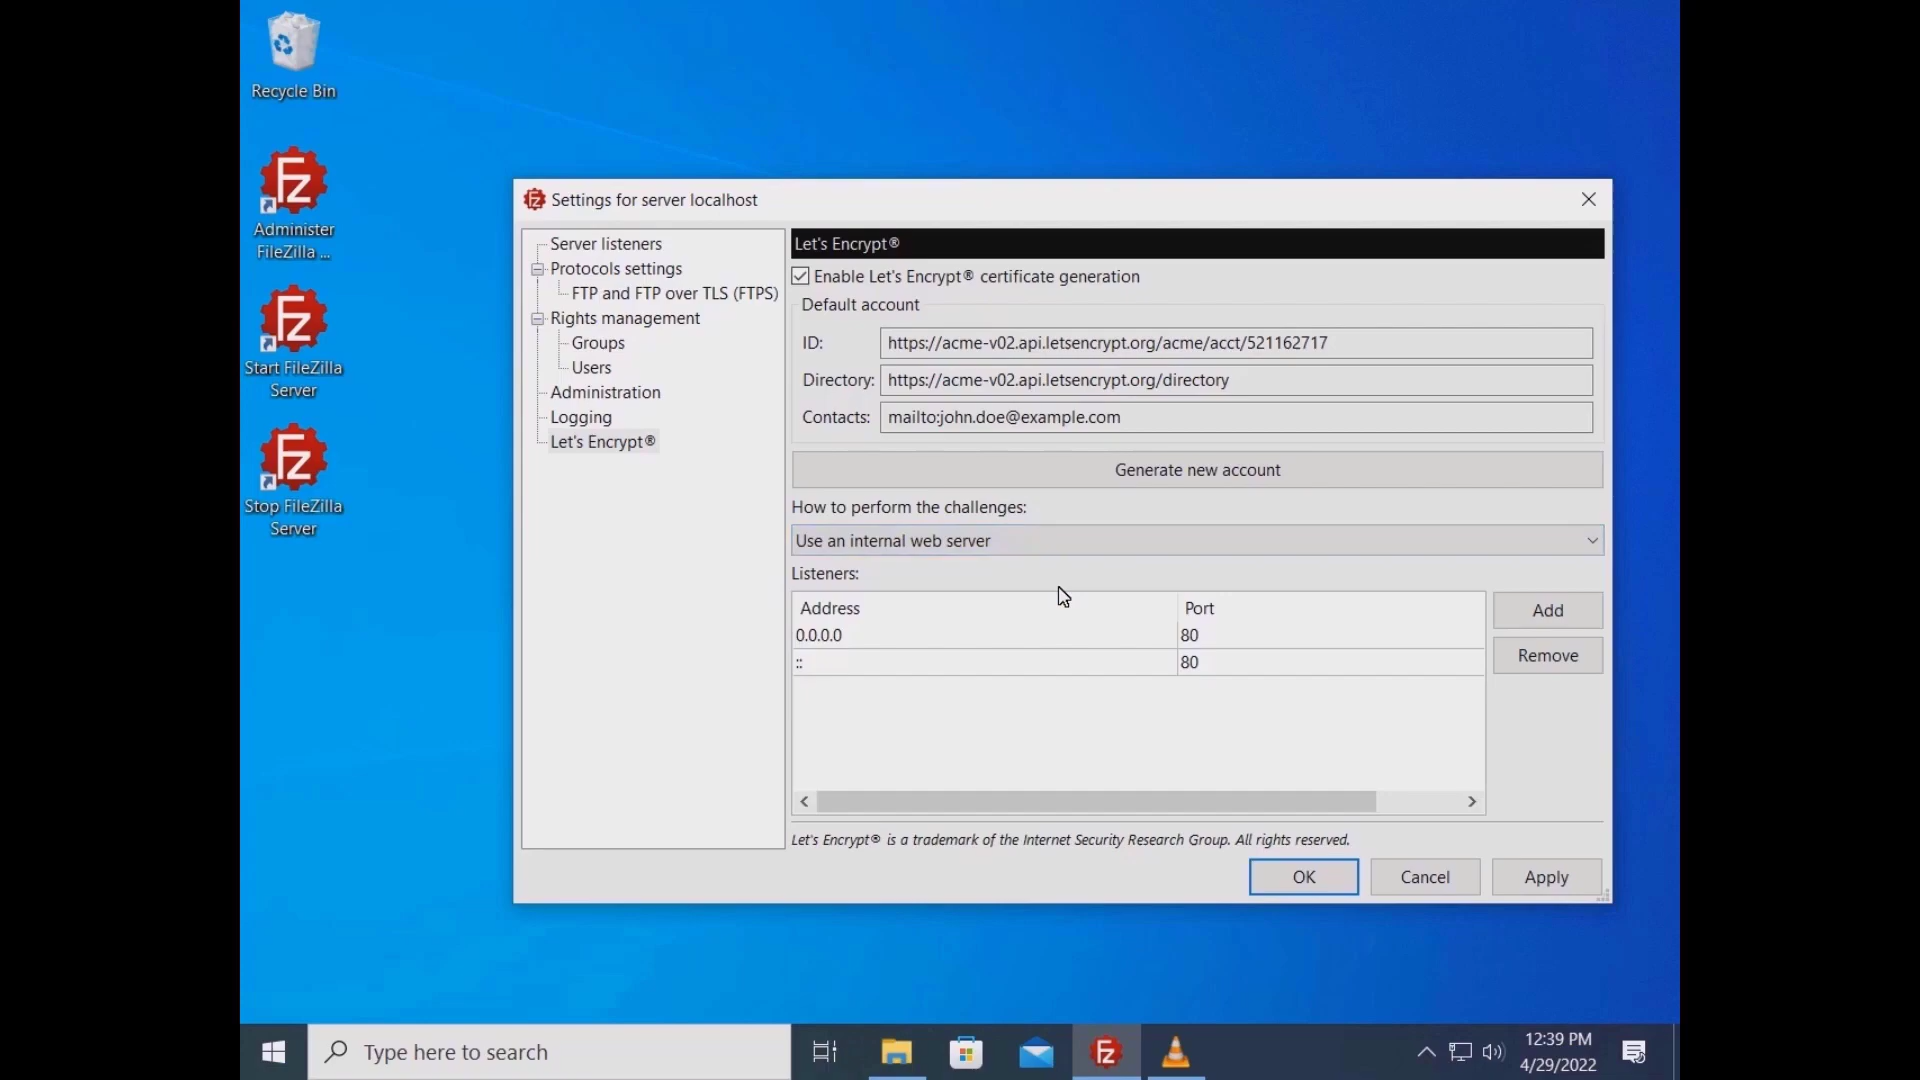 Recycle Bin
Administer
FileZilla ...
Start FileZilla
Server
Stop FileZilla
Server
Settings for server localhost
Server listeners
Protocols settings
FTP and FTP over TLS (FTPS)
Rights management
Groups
Users
Administration
Logging
Let's Encrypt®
Let's Encrypt®
Enable Let's Encrypt® certificate generation
Default account
ID: https://acme-v02.api.letsencrypt.org/acme/acct/521162717
Directory: https://acme-v02.api.letsencrypt.org/directory
Contacts: mailto:john.doe@example.com
Generate new account
How to perform the challenges:
Use an internal web server
Listeners:
Address Port
0.0.0.0 80
:: 80
Add
Remove
Let's Encrypt® is a trademark of the Internet Security Research Group. All rights reserved.
OK Cancel Apply
Type here to search
12:39 PM
4/29/2022